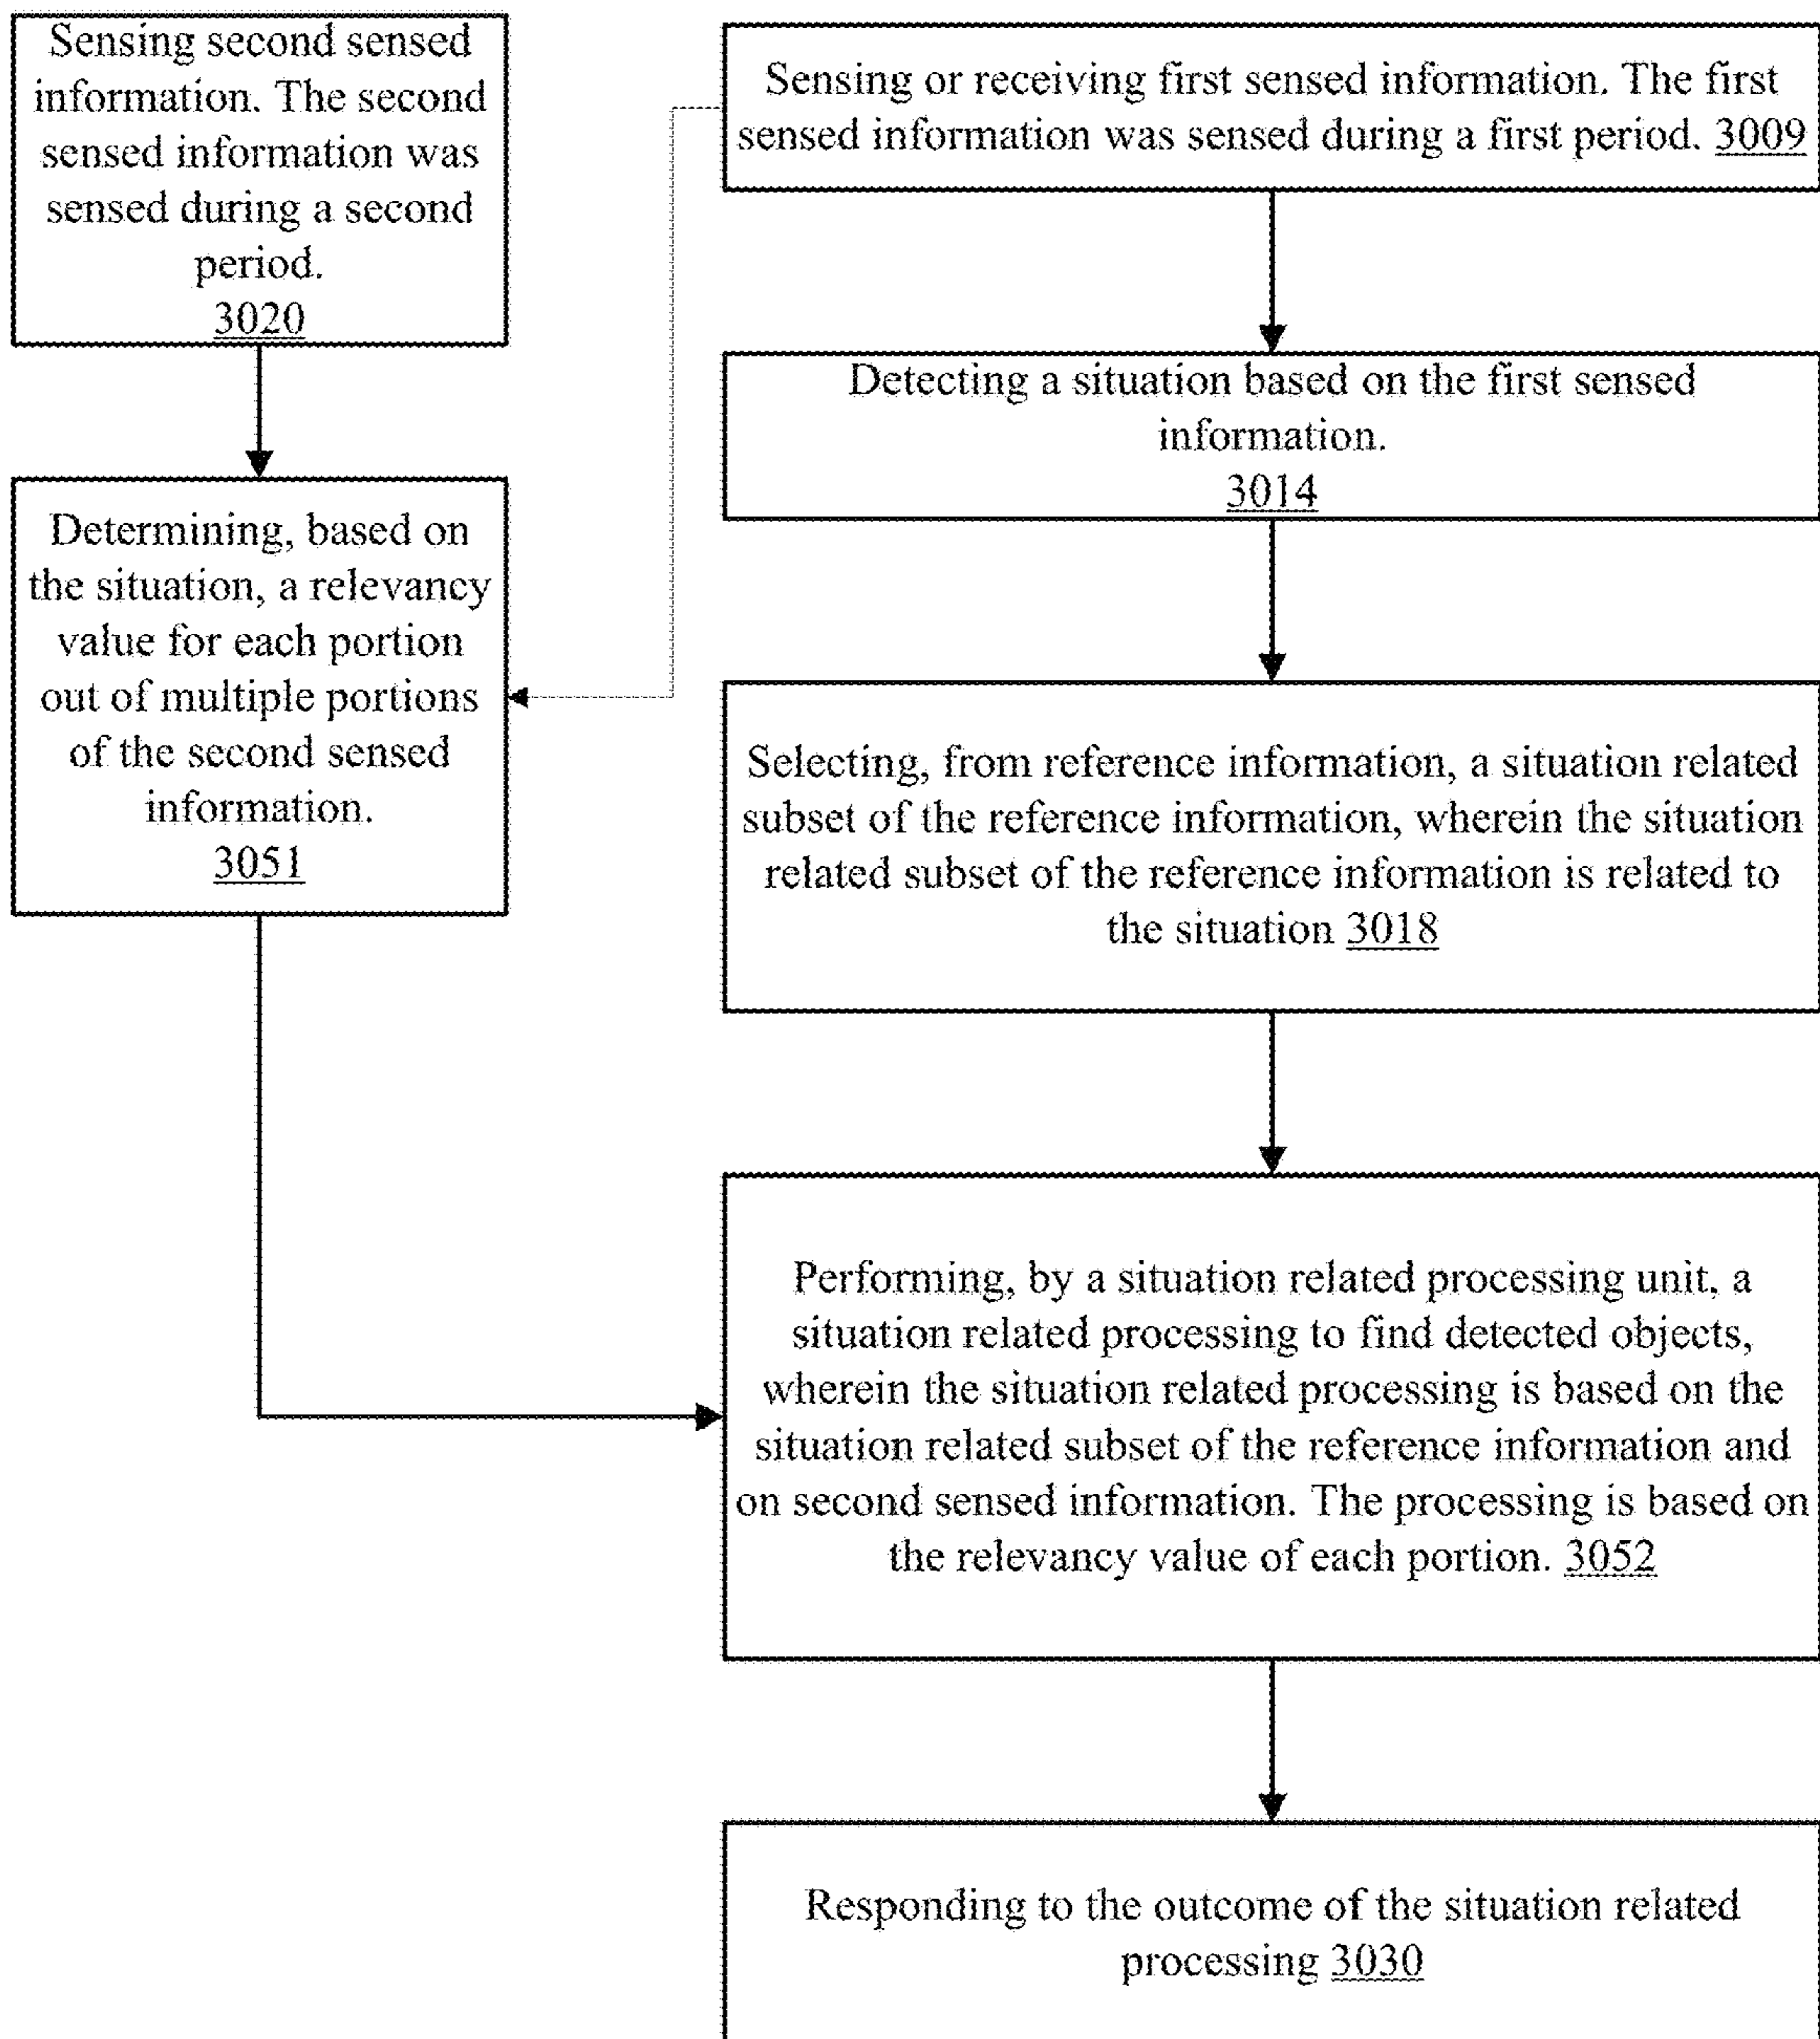 Sensing second sensed
information. The second
sensed information was
sensed during a second
period.
3020
Sensing or receiving first sensed information. The first
sensed information was sensed during a first period. 3009
Detecting a situation based on the first sensed
information.
3014
Determining, based on
the situation, a relevancy
value for each portion
out of multiple portions
of the second sensed
information.
3051
Selecting, from reference information, a situation related
subset of the reference information, wherein the situation
related subset of the reference information is related to
the situation 3018
Performing, by a situation related processing unit, a
situation related processing to find detected objects,
wherein the situation related processing is based on the
situation related subset of the reference information and
on second sensed information. The processing is based on
the relevancy value of each portion. 3052
Responding to the outcome of the situation related
processing 3030